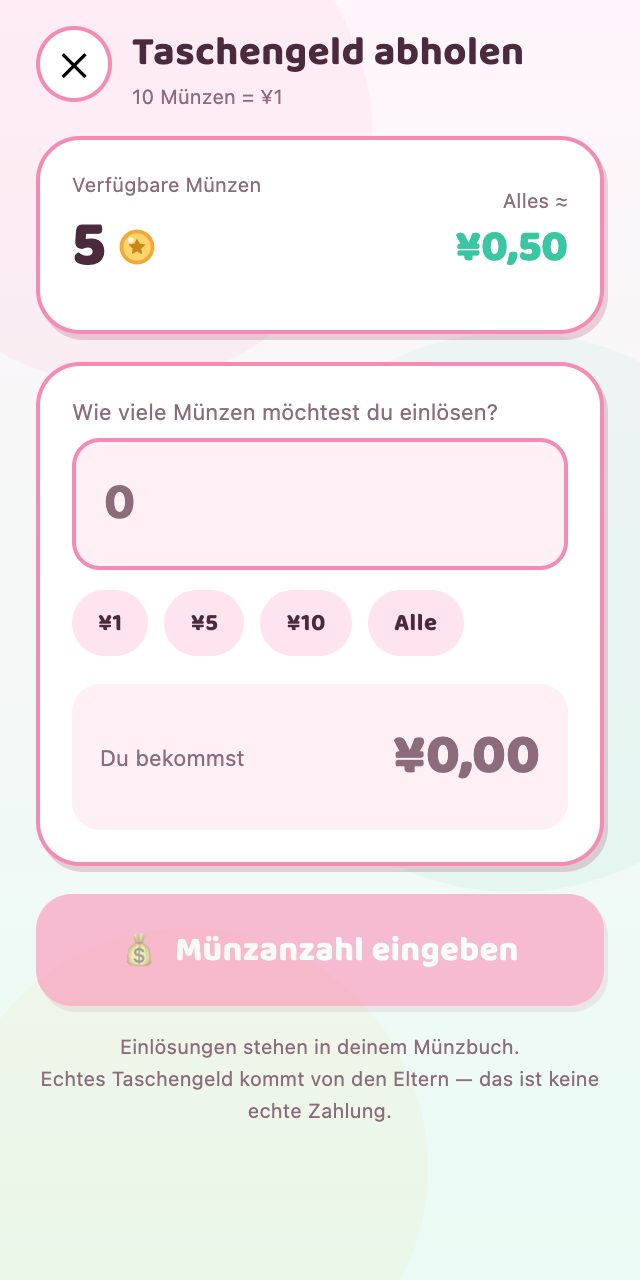 Taschengeld abholen
10 Münzen = ¥1
Verfügbare Münzen
Alles ≈
5
¥0,50
Wie viele Münzen möchtest du einlösen?
0
¥1 ¥5 ¥10 Alle
Du bekommst ¥0,00
Münzanzahl eingeben
Einlösungen stehen in deinem Münzbuch.
Echtes Taschengeld kommt von den Eltern — das ist keine
echte Zahlung.